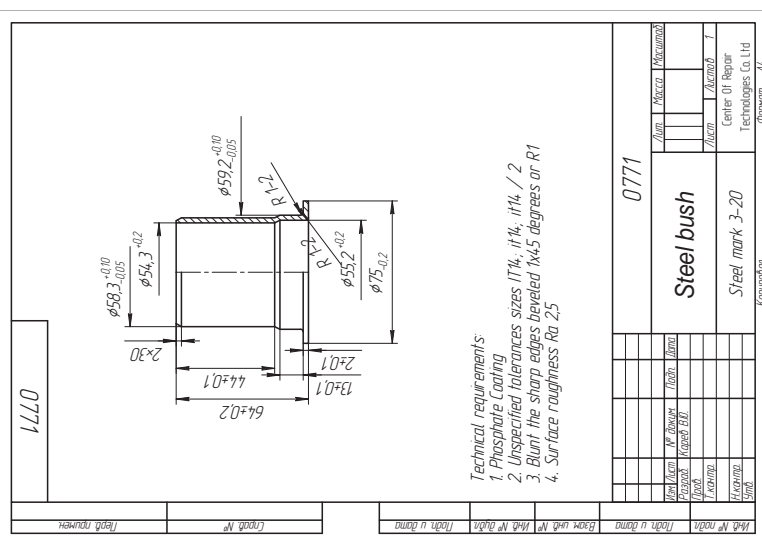 0771
Перв. примен.
Справ. №
Подп. и дата
Инв. № дубл.
Взам. инв. №
Подп. и дата
Инв. № подл.
⌀58,3 +0,10 -0,05
⌀54,3 +0,2
⌀59,2 +0,10 -0,05
R 1-2
R 1-2
⌀55,2 +0,2
⌀75 -0,2
2×30
44±0,1
64±0,2
2±0,1
13±0,1
Technical requirements:
1. Phosphate Coating
2. Unspecified tolerances sizes IT14; it14; it14 / 2
3. Blunt the sharp edges beveled 1x45 degrees or R1
4. Surface roughness Ra 2,5
0771
Изм. Лист № докум. Подп. Дата
Разраб. Карев В.Ю.
Пров.
Т.контр.
Н.контр.
Утв.
Steel bush
Лит. Масса Масштаб
Лист Листов 1
Steel mark 3-20
Center Of Repair
Technologies Co. Ltd
Копировал
Формат A4